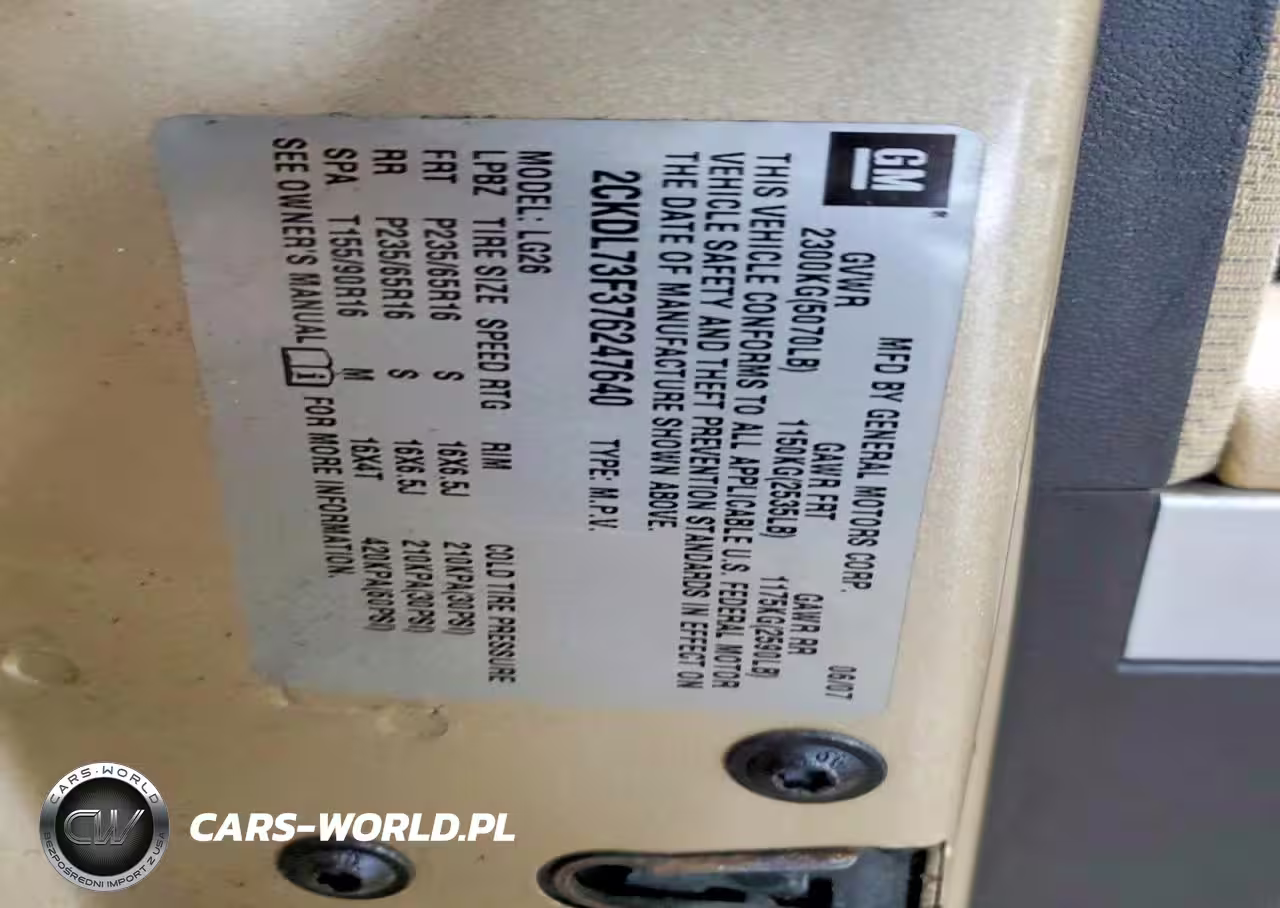 GM®
MFD BY GENERAL MOTORS CORP. 06/07
GVWR GAWR FRT GAWR RR
2300KG(5070LB) 1150KG(2535LB) 1175KG(2590LB)
THIS VEHICLE CONFORMS TO ALL APPLICABLE U.S. FEDERAL MOTOR
VEHICLE SAFETY AND THEFT PREVENTION STANDARDS IN EFFECT ON
THE DATE OF MANUFACTURE SHOWN ABOVE.
2CKDL73F376247640 TYPE: M.P.V.
MODEL: LG26
LPBZ TIRE SIZE SPEED RTG RIM COLD TIRE PRESSURE
FRT P235/65R16 S 16X6.5J 210KPA(30PSI)
RR P235/65R16 S 16X6.5J 210KPA(30PSI)
SPA T155/90R16 M 16X4T 420KPA(60PSI)
SEE OWNER'S MANUAL FOR MORE INFORMATION.
CARS-WORLD
CW
BEZPOŚREDNI IMPORT Z USA
CARS-WORLD.PL